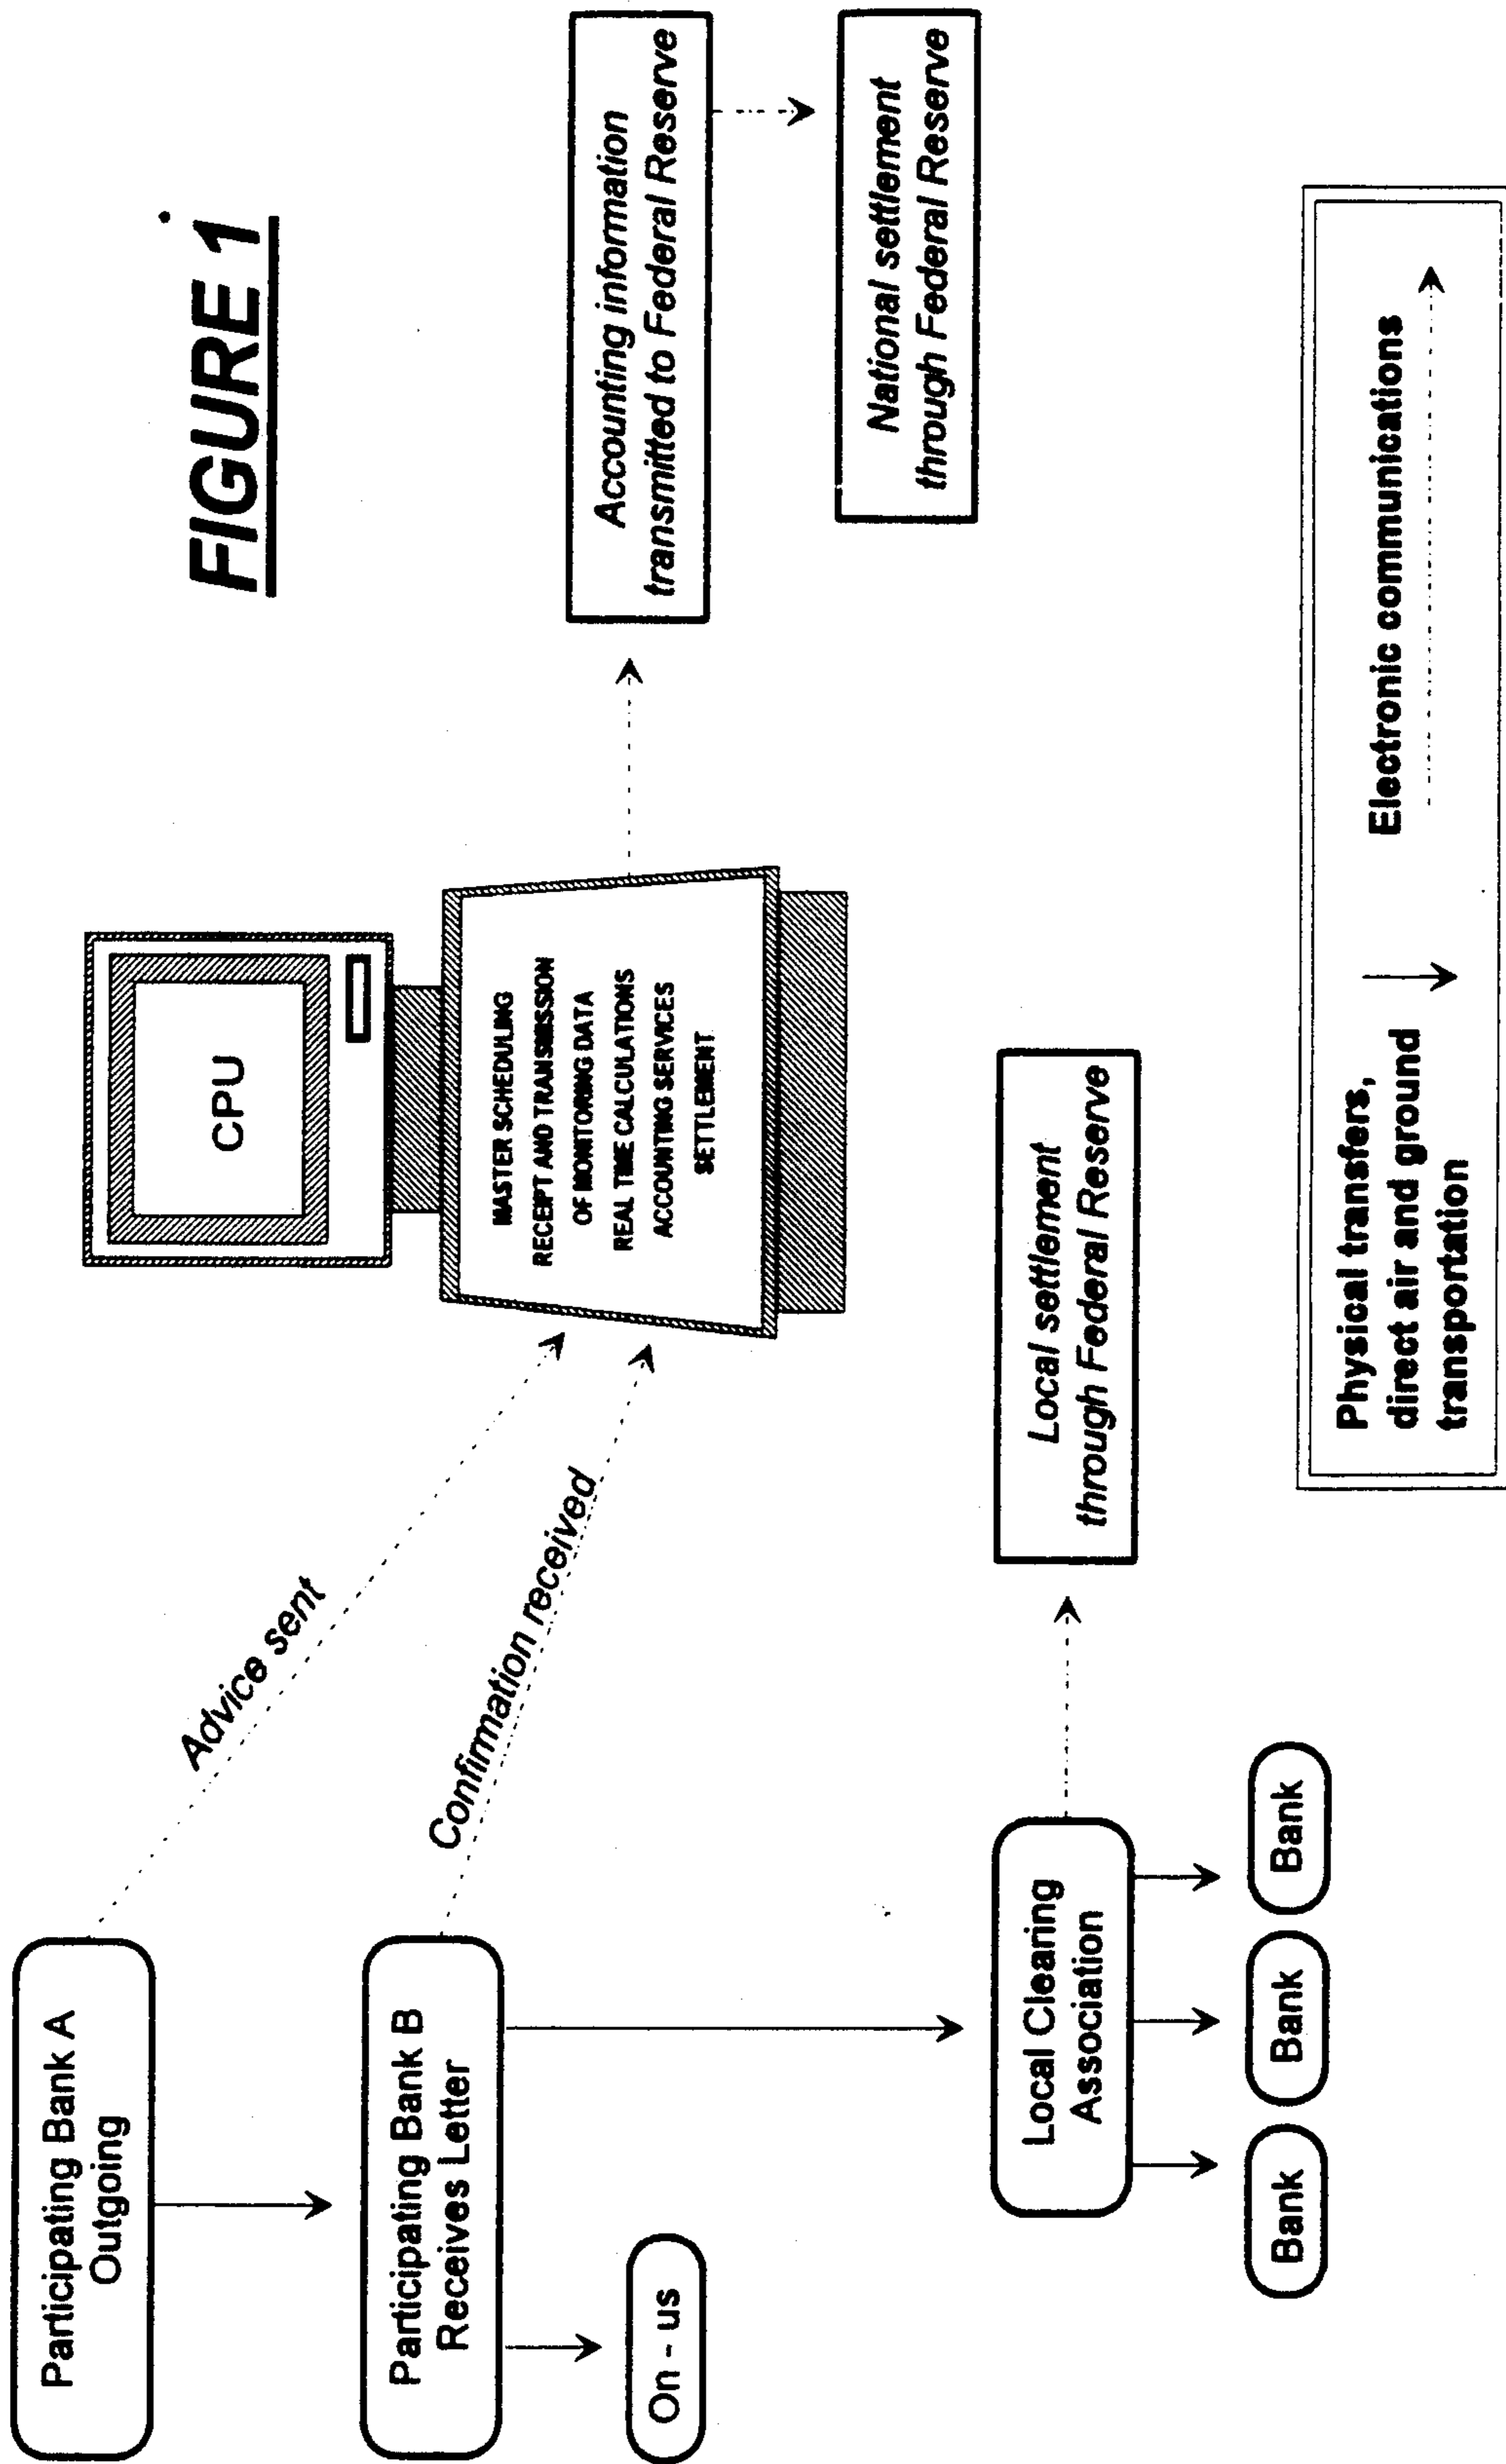 FIGURE 1
Participating Bank A
Outgoing
Advice sent
Participating Bank B
Receives Letter
Confirmation received
On - us
CPU
MASTER SCHEDULING
RECEIPT AND TRANSMISSION
OF MONITORING DATA
REAL TIME CALCULATIONS
ACCOUNTING SERVICES
SETTLEMENT
Accounting information
transmitted to Federal Reserve
National settlement
through Federal Reserve
Local Clearing
Association
Local settlement
through Federal Reserve
Bank
Bank
Bank
Physical transfers,
direct air and ground
transportation
Electronic communications